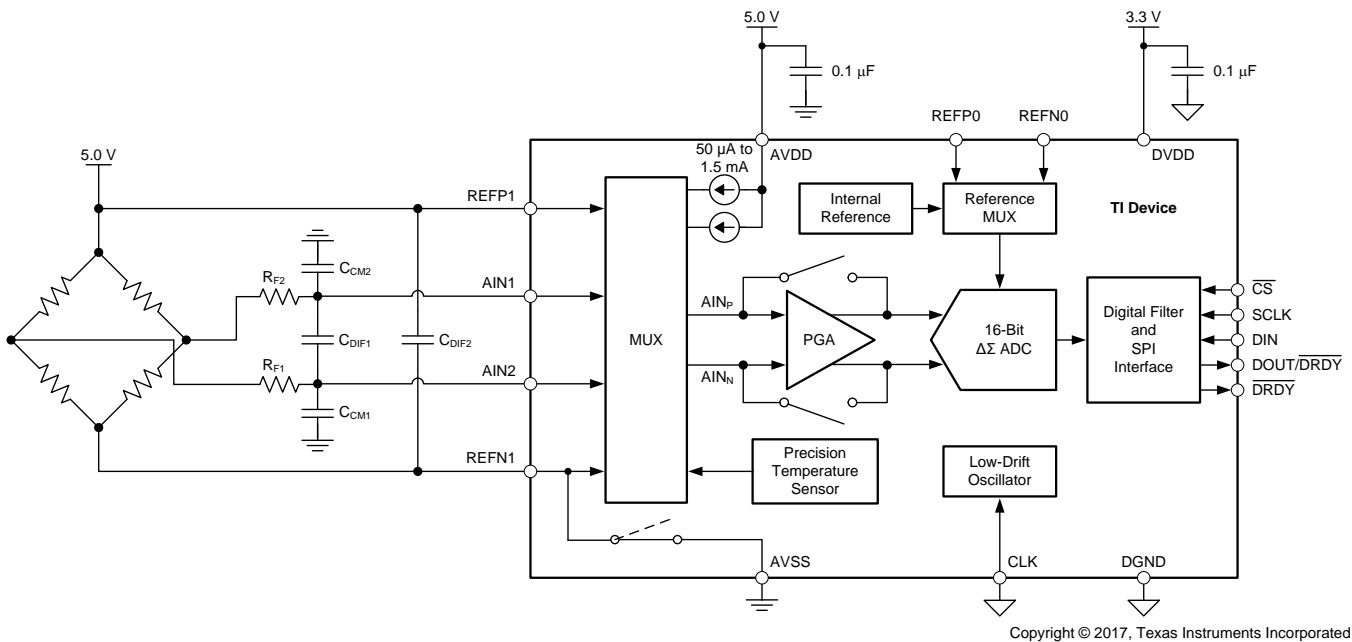 5.0 V
3.3 V
0.1 μF
0.1 μF
REFP0
REFN0
5.0 V
50 μA to
1.5 mA
AVDD
DVDD
REFP1
Internal
Reference
Reference
MUX
TI Device
CCM2
RF2
AIN1
AINP
CS
SCLK
DIN
DOUT/DRDY
DRDY
CDIF1
CDIF2
MUX
PGA
16-Bit
ΔΣ ADC
Digital Filter
and
SPI
Interface
RF1
AIN2
AINN
CCM1
REFN1
Precision
Temperature
Sensor
Low-Drift
Oscillator
AVSS
CLK
DGND
Copyright © 2017, Texas Instruments Incorporated